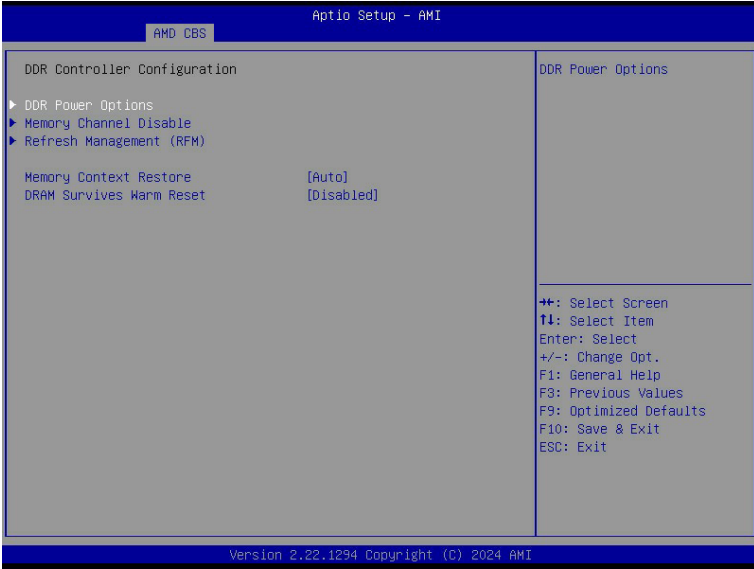 Aptio Setup - AMI
AMD CBS
DDR Controller Configuration
DDR Power Options
Memory Channel Disable
Refresh Management (RFM)
Memory Context Restore [Auto]
DRAM Survives Warm Reset [Disabled]
DDR Power Options
→←: Select Screen
↑↓: Select Item
Enter: Select
+/-: Change Opt.
F1: General Help
F3: Previous Values
F9: Optimized Defaults
F10: Save & Exit
ESC: Exit
Version 2.22.1294 Copyright (C) 2024 AMI